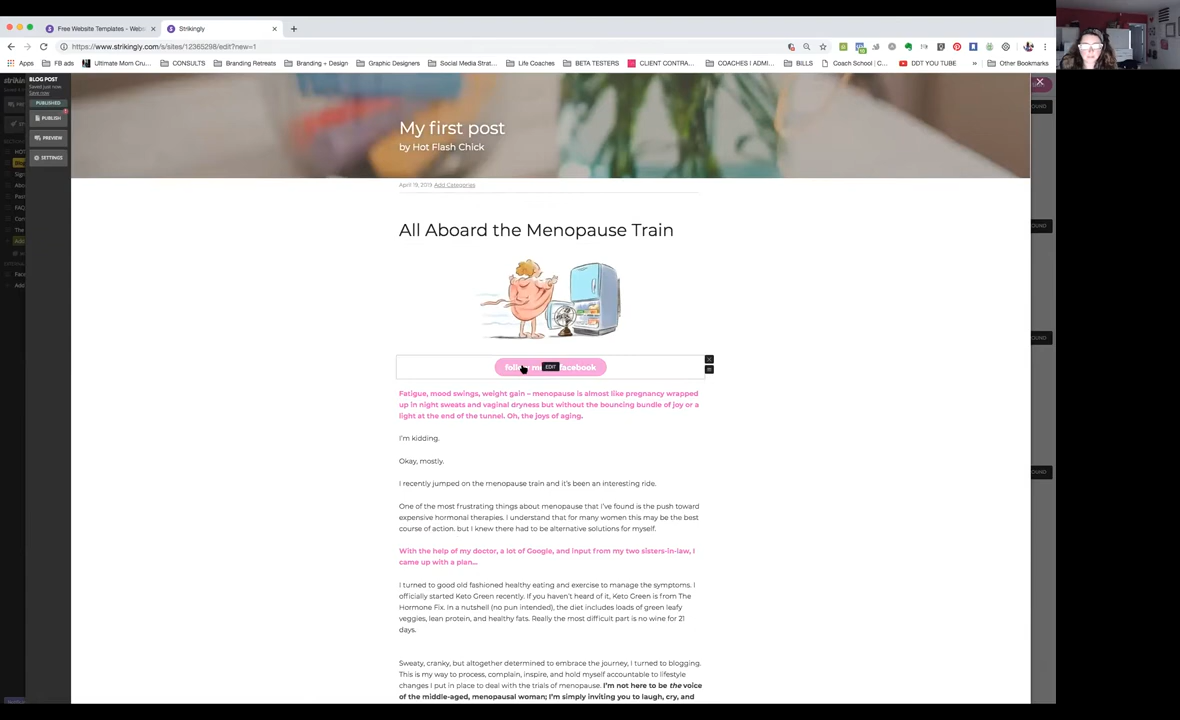 Free Website Templates - Webs
Strikingly
https://www.strikingly.com/s/sites/12365298/edit?new=1
Apps
FB ads
Ultimate Mom Cru...
CONSULTS
Branding Retreats
Branding + Design
Graphic Designers
Social Media Strat...
Life Coaches
BETA TESTERS
CLIENT CONTRA...
COACHES | ADMI...
BILLS
Coach School | C...
DDT YOU TUBE
»
Other Bookmarks
BLOG POST
Saved just now
Save now
PUBLISHED
PUBLISH
PREVIEW
SETTINGS
My first post
by Hot Flash Chick
April 19, 2019 Add Categories
All Aboard the Menopause Train
facebook
EDIT
Fatigue, mood swings, weight gain – menopause is almost like pregnancy wrapped
up in night sweats and vaginal dryness but without the bouncing bundle of joy or a
light at the end of the tunnel. Oh, the joys of aging.
I'm kidding.
Okay, mostly.
I recently jumped on the menopause train and it's been an interesting ride.
One of the most frustrating things about menopause that I've found is the push toward
expensive hormonal therapies. I understand that for many women this may be the best
course of action, but I knew there had to be alternative solutions for myself.
With the help of my doctor, a lot of Google, and input from my two sisters-in-law, I
came up with a plan...
I turned to good old fashioned healthy eating and exercise to manage the symptoms. I
officially started Keto Green recently. If you haven't heard of it, Keto Green is from The
Hormone Fix. In a nutshell (no pun intended), the diet includes loads of green leafy
veggies, lean protein, and healthy fats. Really the most difficult part is no wine for 21
days.
Sweaty, cranky, but altogether determined to embrace the journey, I turned to blogging.
This is my way to process, complain, inspire, and hold myself accountable to lifestyle
changes I put in place to deal with the trials of menopause. I'm not here to be the voice
of the middle-aged, menopausal woman; I'm simply inviting you to laugh, cry, and